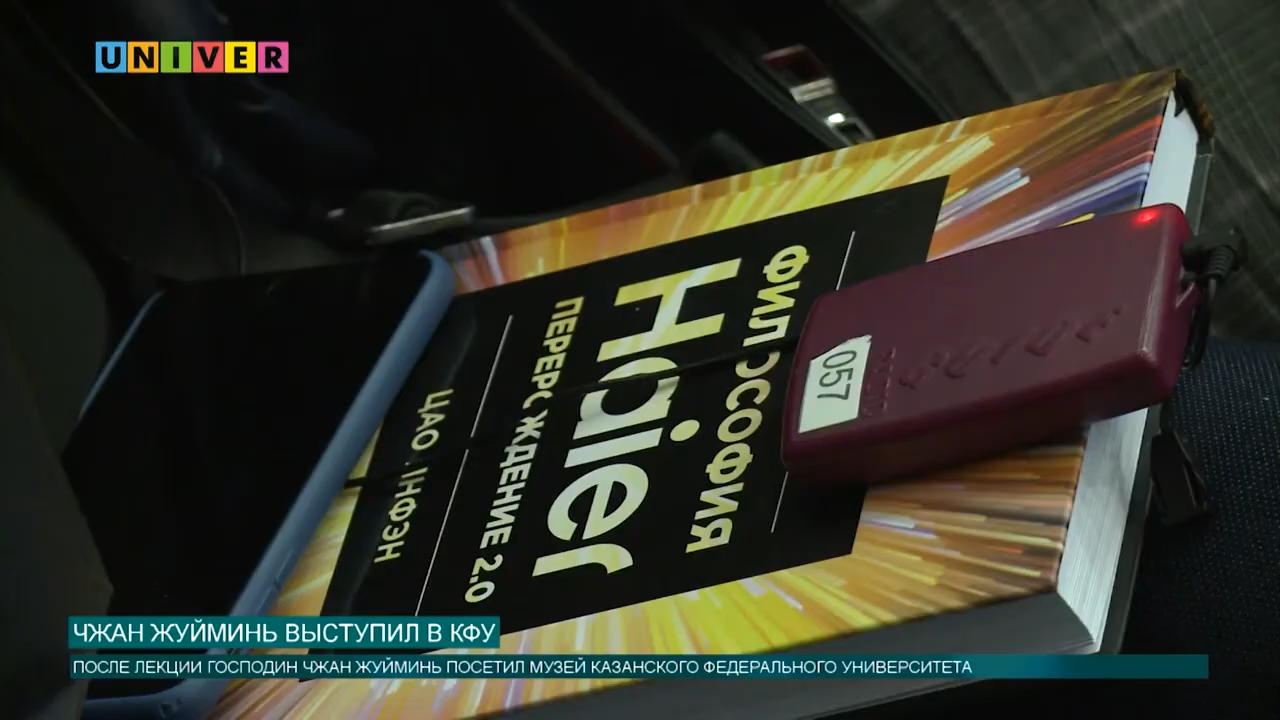 UNIVER
ФИЛОСОФИЯ
Haier
ПЕРЕРОЖДЕНИЕ 2.0
ЦАО
057
ЧЖАН ЖУЙМИНЬ ВЫСТУПИЛ В КФУ
ПОСЛЕ ЛЕКЦИИ ГОСПОДИН ЧЖАН ЖУЙМИНЬ ПОСЕТИЛ МУЗЕЙ КАЗАНСКОГО ФЕДЕРАЛЬНОГО УНИВЕРСИТЕТА